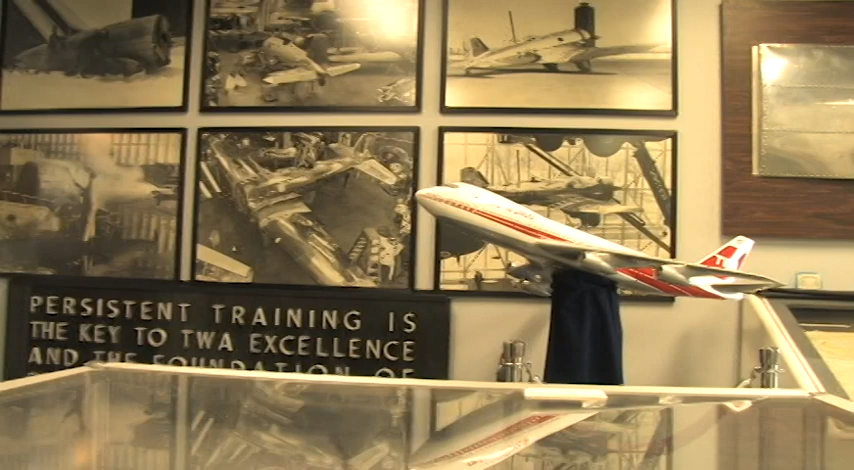 PERSISTENT TRAINING IS
THE KEY TO TWA EXCELLENCE
AND THE FOUNDATION OF